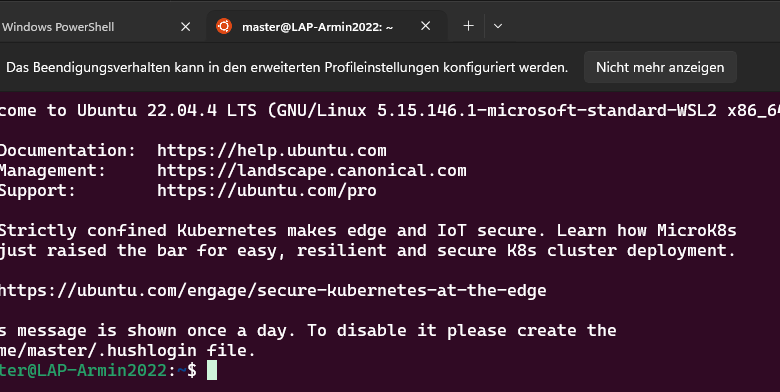 Windows PowerShell
master@LAP-Armin2022: ~
Das Beendigungsverhalten kann in den erweiterten Profileinstellungen konfiguriert werden.
Nicht mehr anzeigen
come to Ubuntu 22.04.4 LTS (GNU/Linux 5.15.146.1-microsoft-standard-WSL2 x86_64
Documentation:  https://help.ubuntu.com
Management:     https://landscape.canonical.com
Support:        https://ubuntu.com/pro
Strictly confined Kubernetes makes edge and IoT secure. Learn how MicroK8s
just raised the bar for easy, resilient and secure K8s cluster deployment.
https://ubuntu.com/engage/secure-kubernetes-at-the-edge
s message is shown once a day. To disable it please create the
me/master/.hushlogin file.
ter@LAP-Armin2022:~$